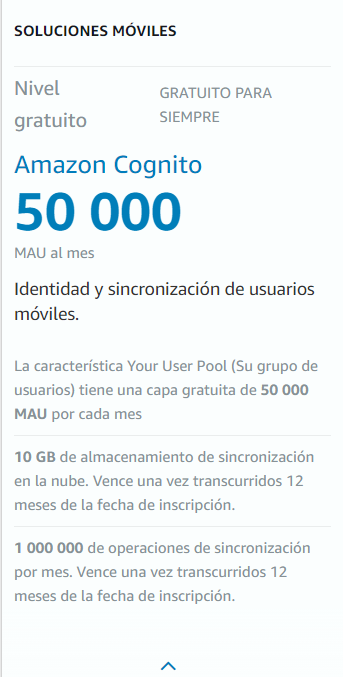 SOLUCIONES MÓVILES
Nivel
gratuito
GRATUITO PARA
SIEMPRE
Amazon Cognito
50 000
MAU al mes
Identidad y sincronización de usuarios
móviles.
La característica Your User Pool (Su grupo de
usuarios) tiene una capa gratuita de 50 000
MAU por cada mes
10 GB de almacenamiento de sincronización
en la nube. Vence una vez transcurridos 12
meses de la fecha de inscripción.
1 000 000 de operaciones de sincronización
por mes. Vence una vez transcurridos 12
meses de la fecha de inscripción.